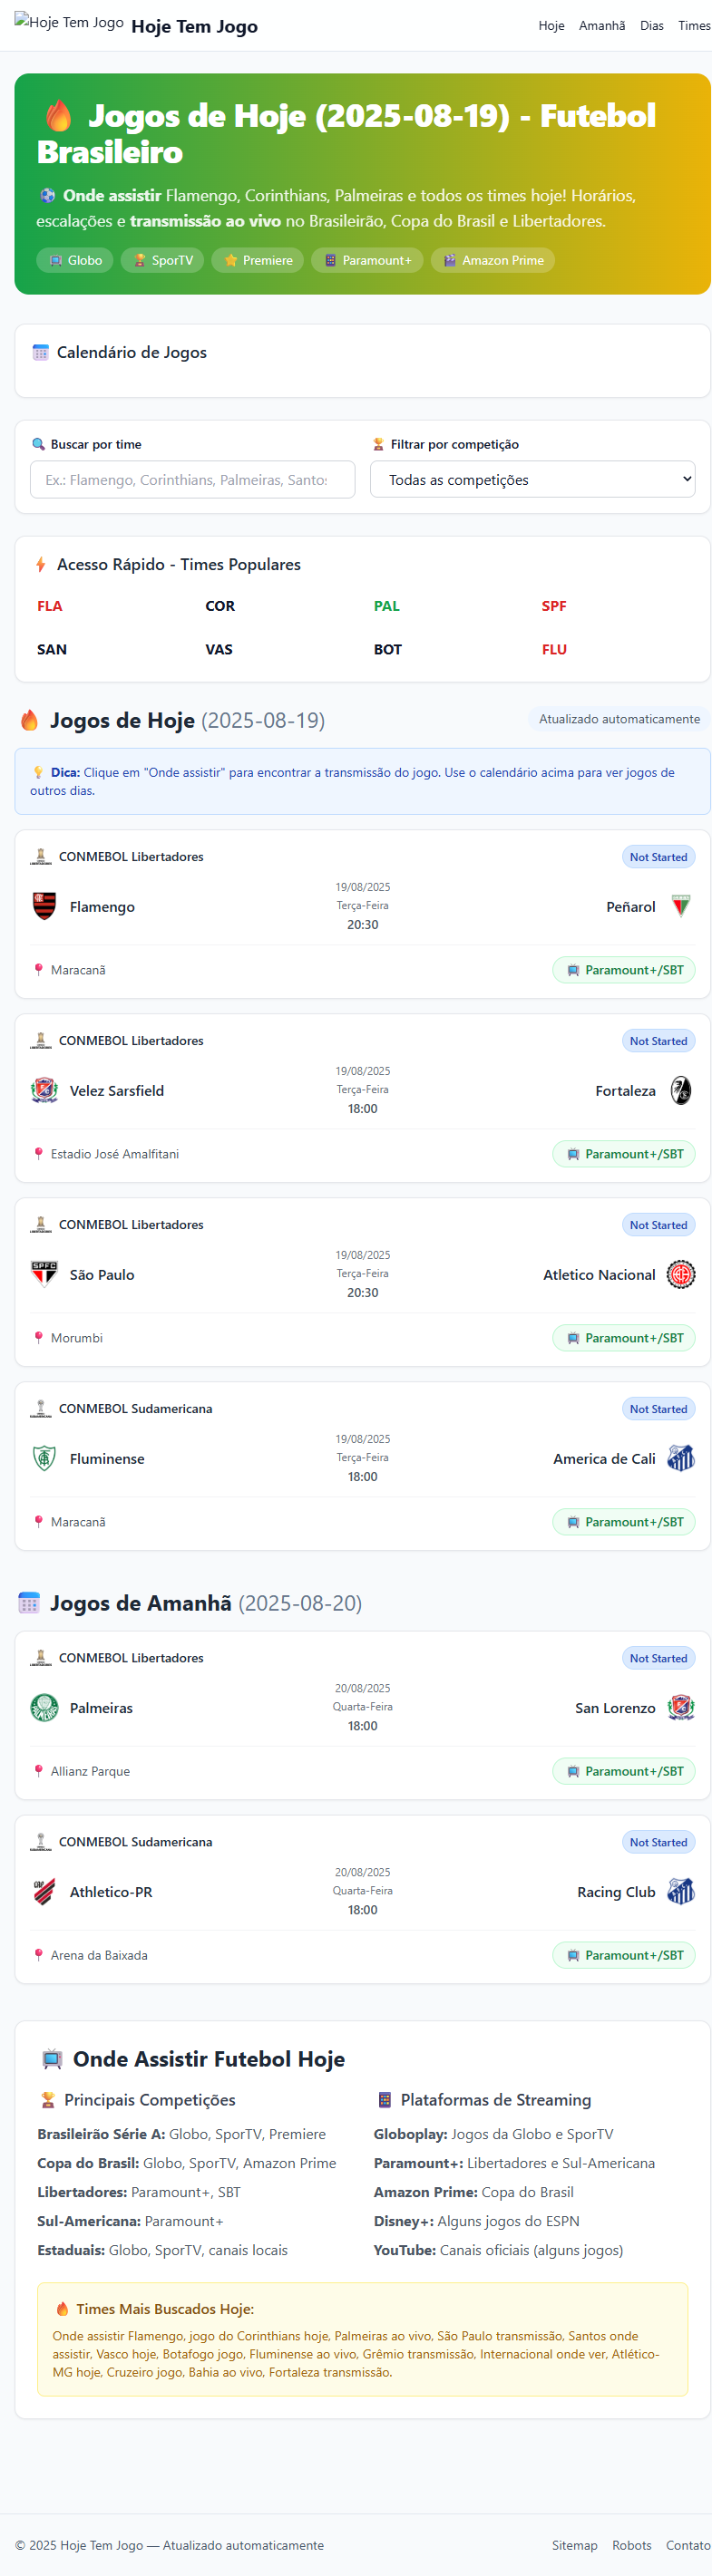 Hoje Tem Jogo Hoje Tem Jogo Hoje Amanhã Dias Times
🔥 Jogos de Hoje (2025-08-19) - Futebol
Brasileiro
⚽ Onde assistir Flamengo, Corinthians, Palmeiras e todos os times hoje! Horários,
escalações e transmissão ao vivo no Brasileirão, Copa do Brasil e Libertadores.
📺 Globo 🏆 SporTV ⭐ Premiere 📱 Paramount+ 🎬 Amazon Prime
📅 Calendário de Jogos
🔍 Buscar por time 🏆 Filtrar por competição
Ex.: Flamengo, Corinthians, Palmeiras, Santos Todas as competições
⚡ Acesso Rápido - Times Populares
FLA COR PAL SPF
SAN VAS BOT FLU
🔥 Jogos de Hoje (2025-08-19) Atualizado automaticamente
💡 Dica: Clique em "Onde assistir" para encontrar a transmissão do jogo. Use o calendário acima para ver jogos de
outros dias.
CONMEBOL Libertadores Not Started
19/08/2025
Flamengo Terça-Feira Peñarol
20:30
📍 Maracanã 📺 Paramount+/SBT
CONMEBOL Libertadores Not Started
19/08/2025
Velez Sarsfield Terça-Feira Fortaleza
18:00
📍 Estadio José Amalfitani 📺 Paramount+/SBT
CONMEBOL Libertadores Not Started
19/08/2025
SPFC São Paulo Terça-Feira Atletico Nacional
20:30
📍 Morumbi 📺 Paramount+/SBT
CONMEBOL Sudamericana Not Started
19/08/2025
Fluminense Terça-Feira America de Cali
18:00
📍 Maracanã 📺 Paramount+/SBT
📅 Jogos de Amanhã (2025-08-20)
CONMEBOL Libertadores Not Started
20/08/2025
Palmeiras Quarta-Feira San Lorenzo
18:00
📍 Allianz Parque 📺 Paramount+/SBT
CONMEBOL Sudamericana Not Started
20/08/2025
CAP Athletico-PR Quarta-Feira Racing Club
18:00
📍 Arena da Baixada 📺 Paramount+/SBT
📺 Onde Assistir Futebol Hoje
🏆 Principais Competições
Brasileirão Série A: Globo, SporTV, Premiere
Copa do Brasil: Globo, SporTV, Amazon Prime
Libertadores: Paramount+, SBT
Sul-Americana: Paramount+
Estaduais: Globo, SporTV, canais locais
📱 Plataformas de Streaming
Globoplay: Jogos da Globo e SporTV
Paramount+: Libertadores e Sul-Americana
Amazon Prime: Copa do Brasil
Disney+: Alguns jogos do ESPN
YouTube: Canais oficiais (alguns jogos)
🔥 Times Mais Buscados Hoje:
Onde assistir Flamengo, jogo do Corinthians hoje, Palmeiras ao vivo, São Paulo transmissão, Santos onde
assistir, Vasco hoje, Botafogo jogo, Fluminense ao vivo, Grêmio transmissão, Internacional onde ver, Atlético-
MG hoje, Cruzeiro jogo, Bahia ao vivo, Fortaleza transmissão.
© 2025 Hoje Tem Jogo — Atualizado automaticamente Sitemap Robots Contato